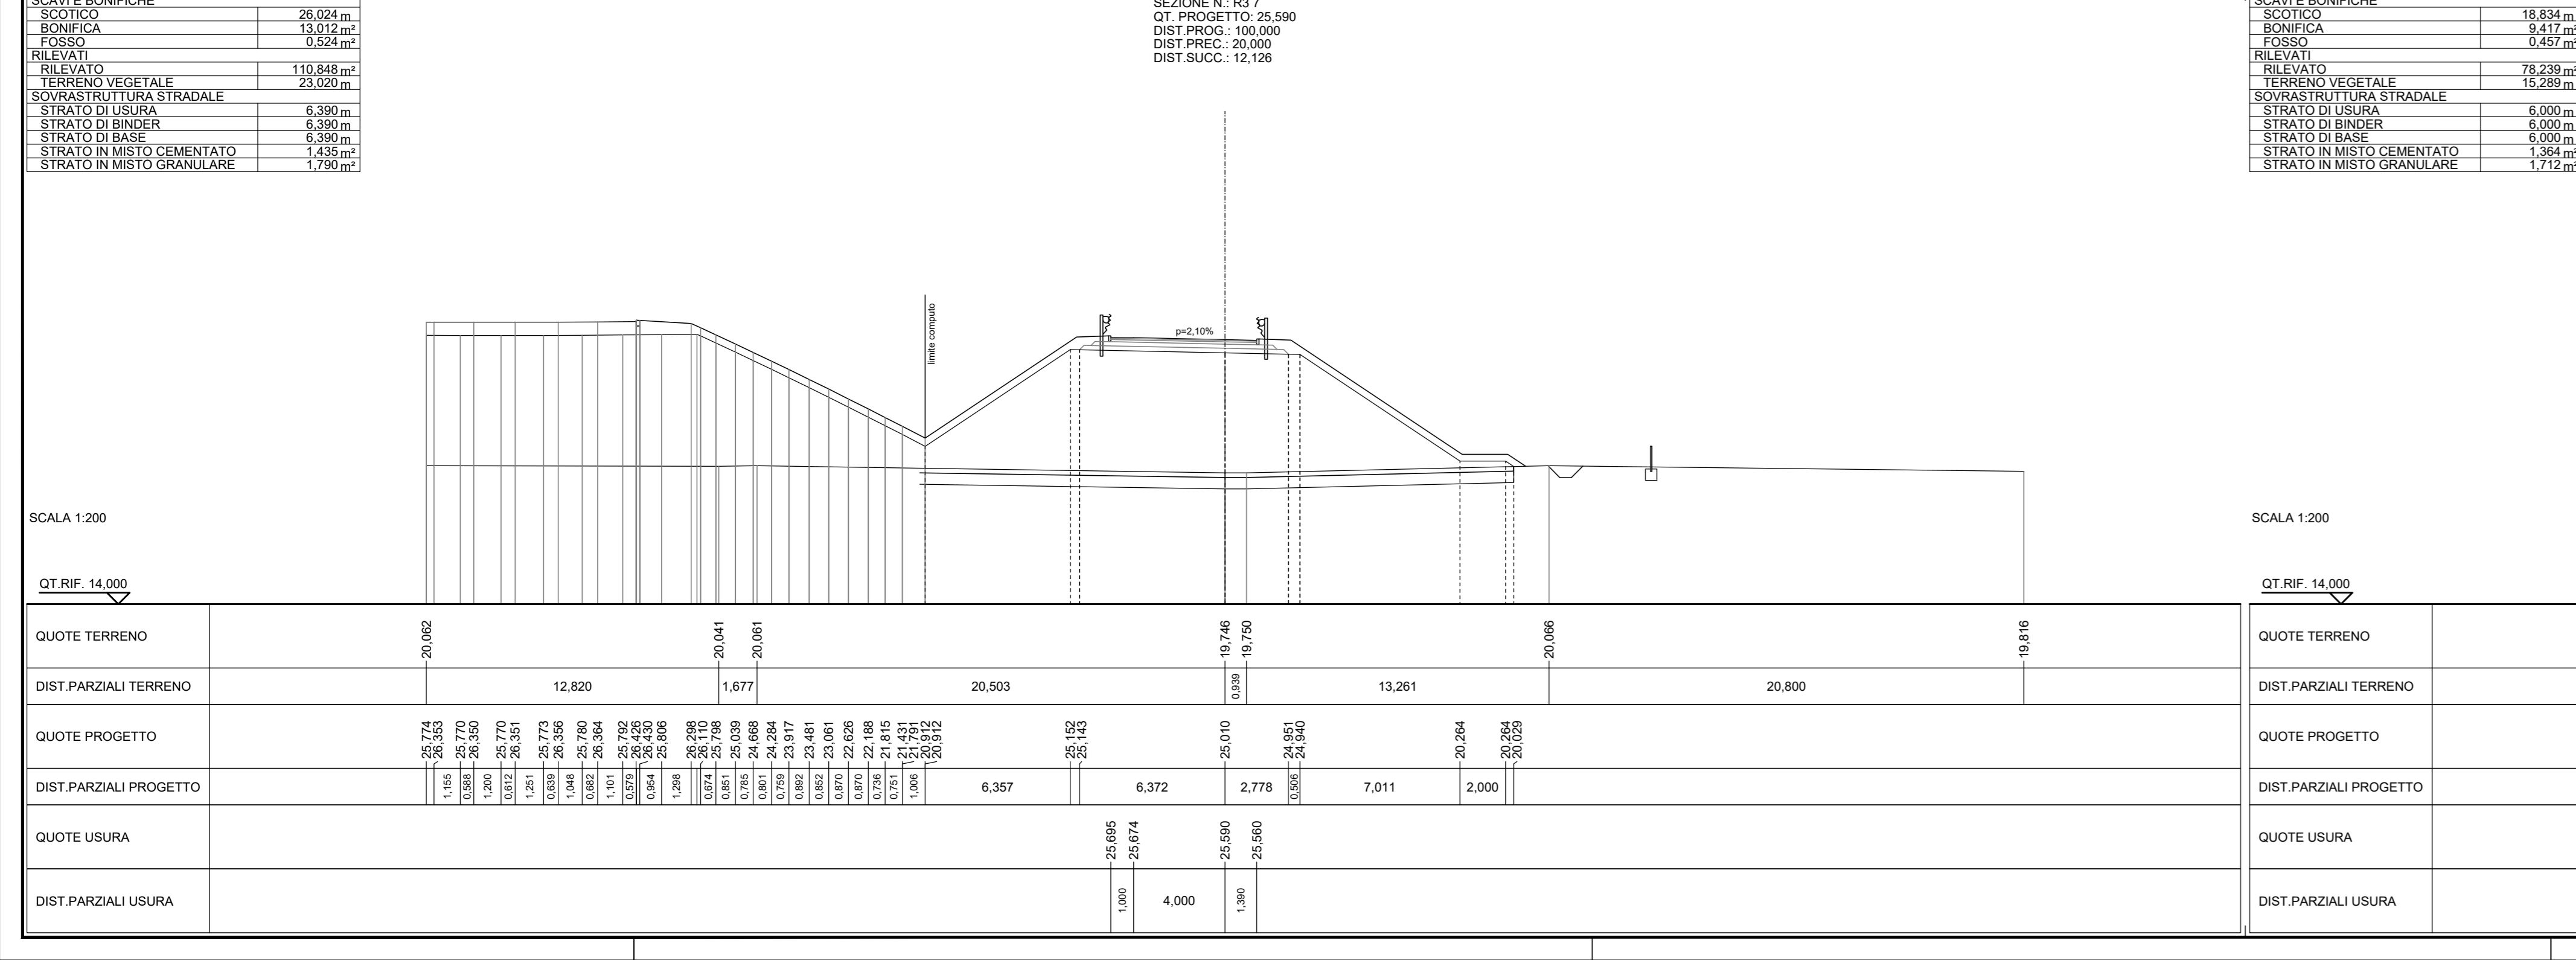 SCAVI E BONIFICHE
SCOTICO 26,024 m
BONIFICA 13,012 m²
FOSSO 0,524 m²
RILEVATI
RILEVATO 110,848 m²
TERRENO VEGETALE 23,020 m
SOVRASTRUTTURA STRADALE
STRATO DI USURA 6,390 m
STRATO DI BINDER 6,390 m
STRATO DI BASE 6,390 m
STRATO IN MISTO CEMENTATO 1,435 m²
STRATO IN MISTO GRANULARE 1,790 m²
SEZIONE N.: R3 7
QT. PROGETTO: 25,590
DIST.PROG.: 100,000
DIST.PREC.: 20,000
DIST.SUCC.: 12,126
SCAVI E BONIFICHE
SCOTICO 18,834 m
BONIFICA 9,417 m²
FOSSO 0,457 m²
RILEVATI
RILEVATO 78,239 m²
TERRENO VEGETALE 15,289 m
SOVRASTRUTTURA STRADALE
STRATO DI USURA 6,000 m
STRATO DI BINDER 6,000 m
STRATO DI BASE 6,000 m
STRATO IN MISTO CEMENTATO 1,364 m²
STRATO IN MISTO GRANULARE 1,712 m²
limite computo
p=2,10%
SCALA 1:200
SCALA 1:200
QT.RIF. 14,000
QT.RIF. 14,000
QUOTE TERRENO 20,062 20,041 20,061 19,746 19,750 20,066 19,816
QUOTE TERRENO
DIST.PARZIALI TERRENO 12,820 1,677 20,503 0,939 13,261 20,800
DIST.PARZIALI TERRENO
QUOTE PROGETTO 25,774 26,353 25,770 26,350 25,770 26,351 25,773 26,356 25,780 26,364 25,792 26,426 26,430 25,806 26,298 26,110 25,798 25,039 24,668 24,284 23,917 23,481 23,061 22,626 22,188 21,815 21,431 21,791 20,912 20,912 25,152 25,143 25,010 24,951 24,940 20,264 20,264 20,029
QUOTE PROGETTO
DIST.PARZIALI PROGETTO 1,155 0,588 1,200 0,612 1,251 0,639 1,048 0,682 1,101 0,579 0,954 1,298 0,674 0,851 0,785 0,801 0,759 0,892 0,852 0,870 0,870 0,736 0,751 1,006 6,357 6,372 2,778 0,506 7,011 2,000
DIST.PARZIALI PROGETTO
QUOTE USURA 25,695 25,674 25,590 25,560
QUOTE USURA
DIST.PARZIALI USURA 1,000 4,000 1,390
DIST.PARZIALI USURA